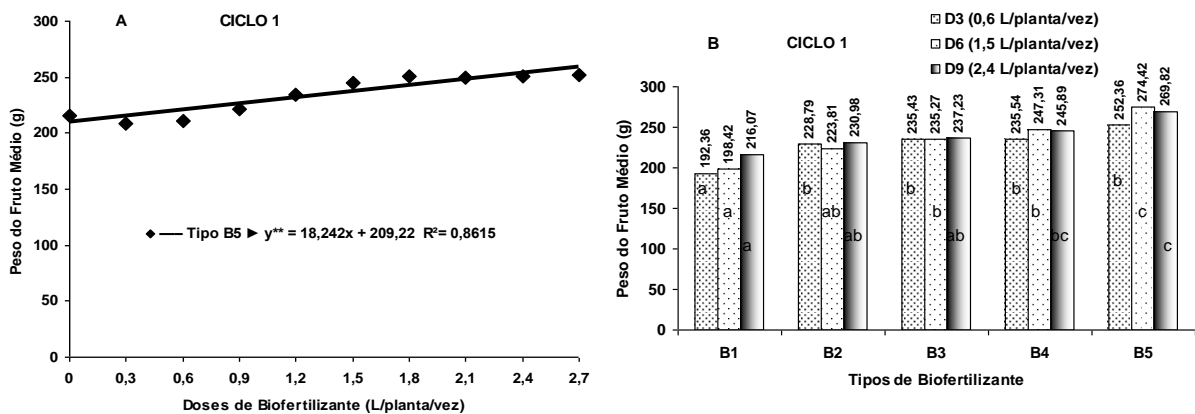 A CICLO 1
Peso do Fruto Médio (g)
300
250
200
150
100
50
0
Tipo B5 ► y** = 18,242x + 209,22 R²= 0,8615
0 0,3 0,6 0,9 1,2 1,5 1,8 2,1 2,4 2,7
Doses de Biofertilizante (L/planta/vez)
D3 (0,6 L/planta/vez)
D6 (1,5 L/planta/vez)
D9 (2,4 L/planta/vez)
B CICLO 1
Peso do Fruto Médio (g)
300
250
200
150
100
50
0
192,36 198,42 216,07 228,79 223,81 230,98 235,43 235,27 237,23 235,54 247,31 245,89 252,36 274,42 269,82
a a a b ab ab b b ab b b bc b c c
B1 B2 B3 B4 B5
Tipos de Biofertilizante